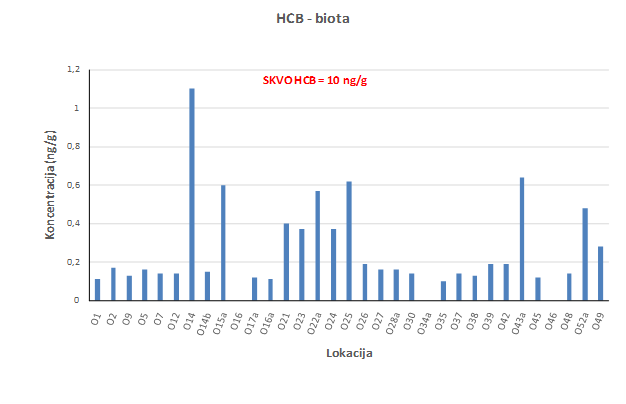 HCB - biota
SKVO HCB = 10 ng/g
Koncentracija (ng/g)
1,2
1
0,8
0,6
0,4
0,2
0
O1 O2 O9 O5 O7 O12 O14 O14b O15a O16 O17a O16a O21 O23 O22a O24 O25 O26 O27 O28a O30 O34a O35 O37 O38 O39 O42 O43a O45 O46 O48 O52a O49
Lokacija